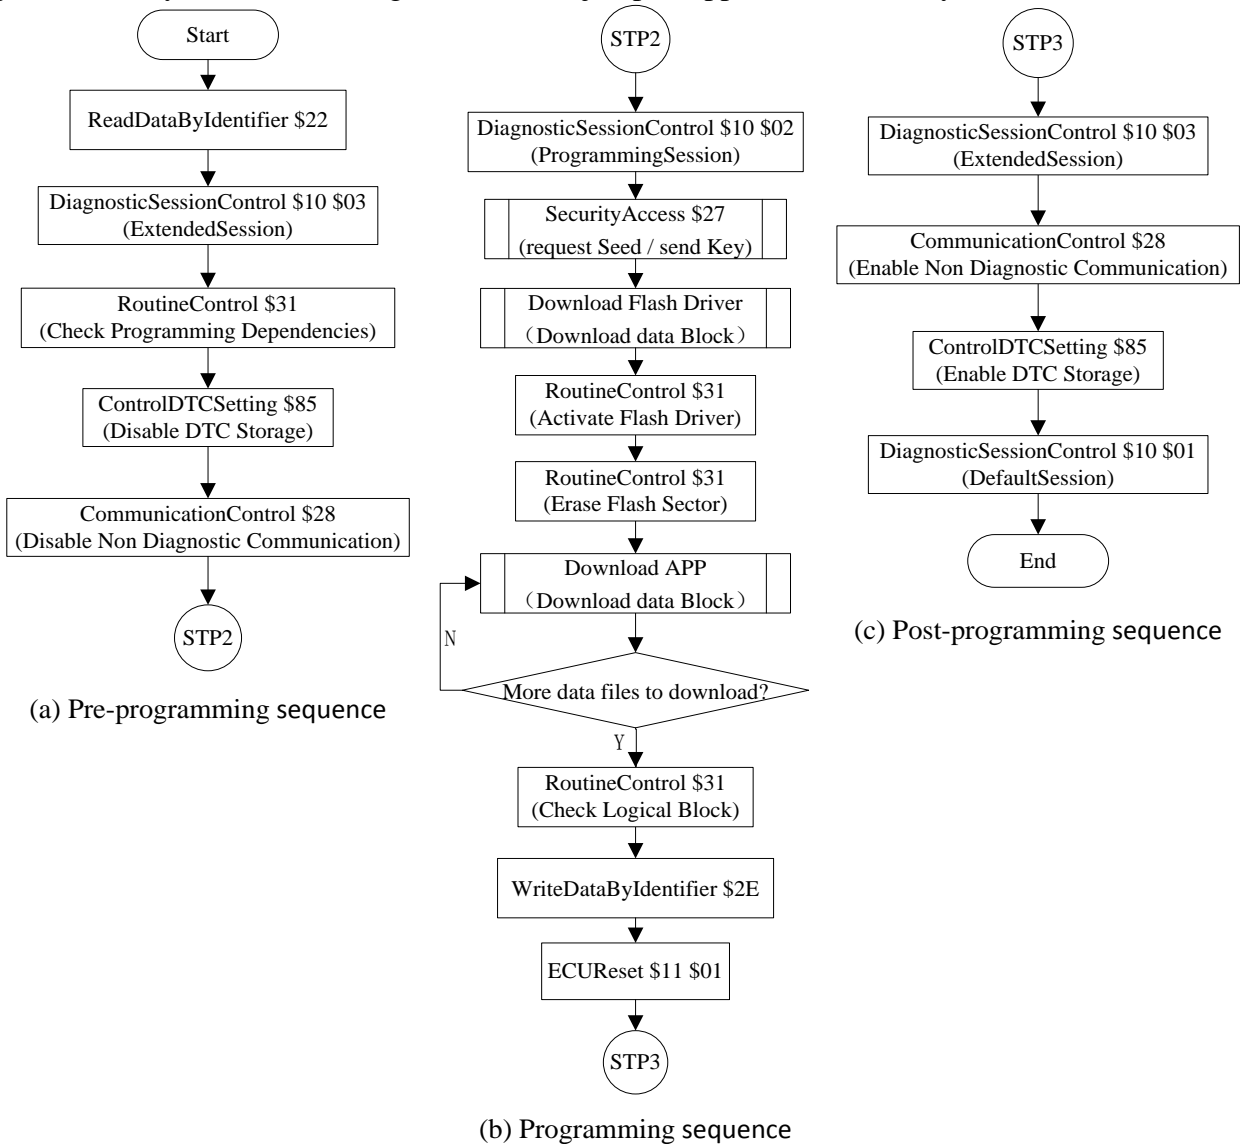 Start
ReadDataByIdentifier $22
DiagnosticSessionControl $10 $03
(ExtendedSession)
RoutineControl $31
(Check Programming Dependencies)
ControlDTCSetting $85
(Disable DTC Storage)
CommunicationControl $28
(Disable Non Diagnostic Communication)
STP2
(a) Pre-programming sequence
STP2
DiagnosticSessionControl $10 $02
(ProgrammingSession)
SecurityAccess $27
(request Seed / send Key)
Download Flash Driver
（Download data Block）
RoutineControl $31
(Activate Flash Driver)
RoutineControl $31
(Erase Flash Sector)
Download APP
（Download data Block）
N
More data files to download?
Y
RoutineControl $31
(Check Logical Block)
WriteDataByIdentifier $2E
ECUReset $11 $01
STP3
(b) Programming sequence
STP3
DiagnosticSessionControl $10 $03
(ExtendedSession)
CommunicationControl $28
(Enable Non Diagnostic Communication)
ControlDTCSetting $85
(Enable DTC Storage)
DiagnosticSessionControl $10 $01
(DefaultSession)
End
(c) Post-programming sequence